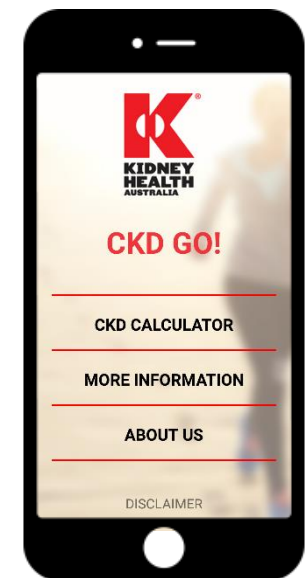 K®
KIDNEY
HEALTH
AUSTRALIA
CKD GO!
CKD CALCULATOR
MORE INFORMATION
ABOUT US
DISCLAIMER